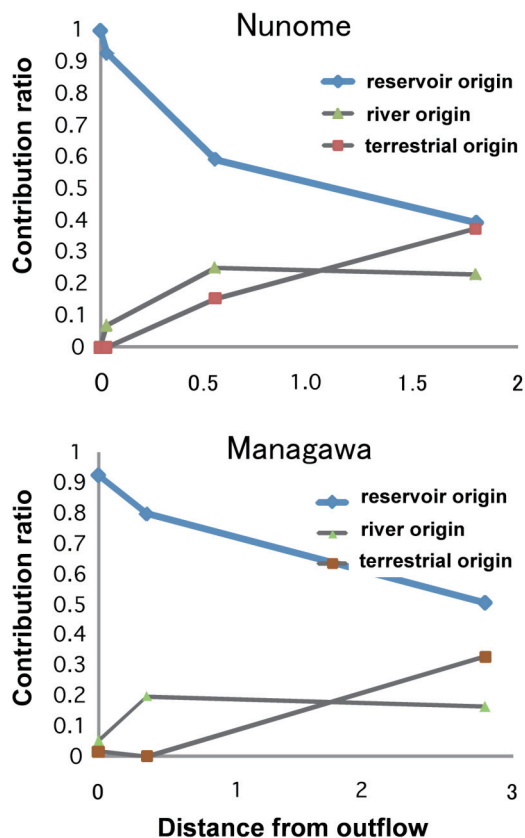 Nunome
Contribution ratio
1
0.9
0.8
0.7
0.6
0.5
0.4
0.3
0.2
0.1
0
reservoir origin
river origin
terrestrial origin
0 0.5 1.0 1.5 2
Managawa
Contribution ratio
1
0.9
0.8
0.7
0.6
0.5
0.4
0.3
0.2
0.1
0
reservoir origin
river origin
terrestrial origin
0 1 2 3
Distance from outflow